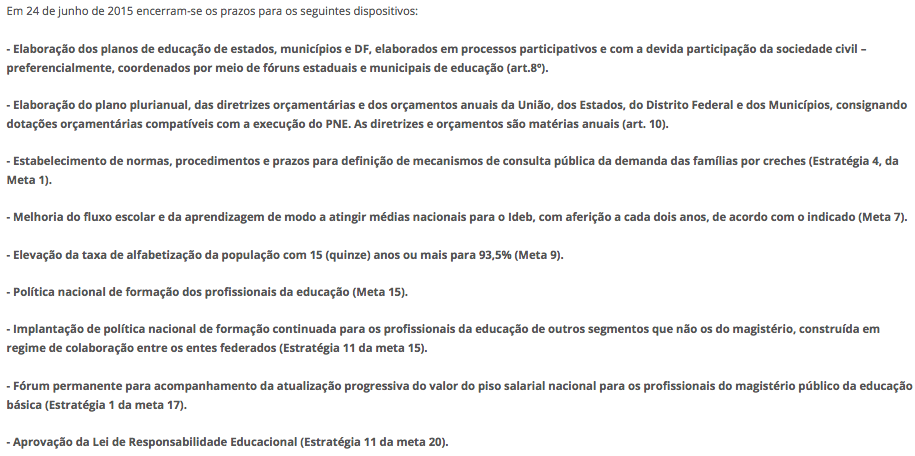 Em 24 de junho de 2015 encerram-se os prazos para os seguintes dispositivos:
- Elaboração dos planos de educação de estados, municípios e DF, elaborados em processos participativos e com a devida participação da sociedade civil –
preferencialmente, coordenados por meio de fóruns estaduais e municipais de educação (art.8º).
- Elaboração do plano plurianual, das diretrizes orçamentárias e dos orçamentos anuais da União, dos Estados, do Distrito Federal e dos Municípios, consignando
dotações orçamentárias compatíveis com a execução do PNE. As diretrizes e orçamentos são matérias anuais (art. 10).
- Estabelecimento de normas, procedimentos e prazos para definição de mecanismos de consulta pública da demanda das famílias por creches (Estratégia 4, da
Meta 1).
- Melhoria do fluxo escolar e da aprendizagem de modo a atingir médias nacionais para o Ideb, com aferição a cada dois anos, de acordo com o indicado (Meta 7).
- Elevação da taxa de alfabetização da população com 15 (quinze) anos ou mais para 93,5% (Meta 9).
- Política nacional de formação dos profissionais da educação (Meta 15).
- Implantação de política nacional de formação continuada para os profissionais da educação de outros segmentos que não os do magistério, construída em
regime de colaboração entre os entes federados (Estratégia 11 da meta 15).
- Fórum permanente para acompanhamento da atualização progressiva do valor do piso salarial nacional para os profissionais do magistério público da educação
básica (Estratégia 1 da meta 17).
- Aprovação da Lei de Responsabilidade Educacional (Estratégia 11 da meta 20).